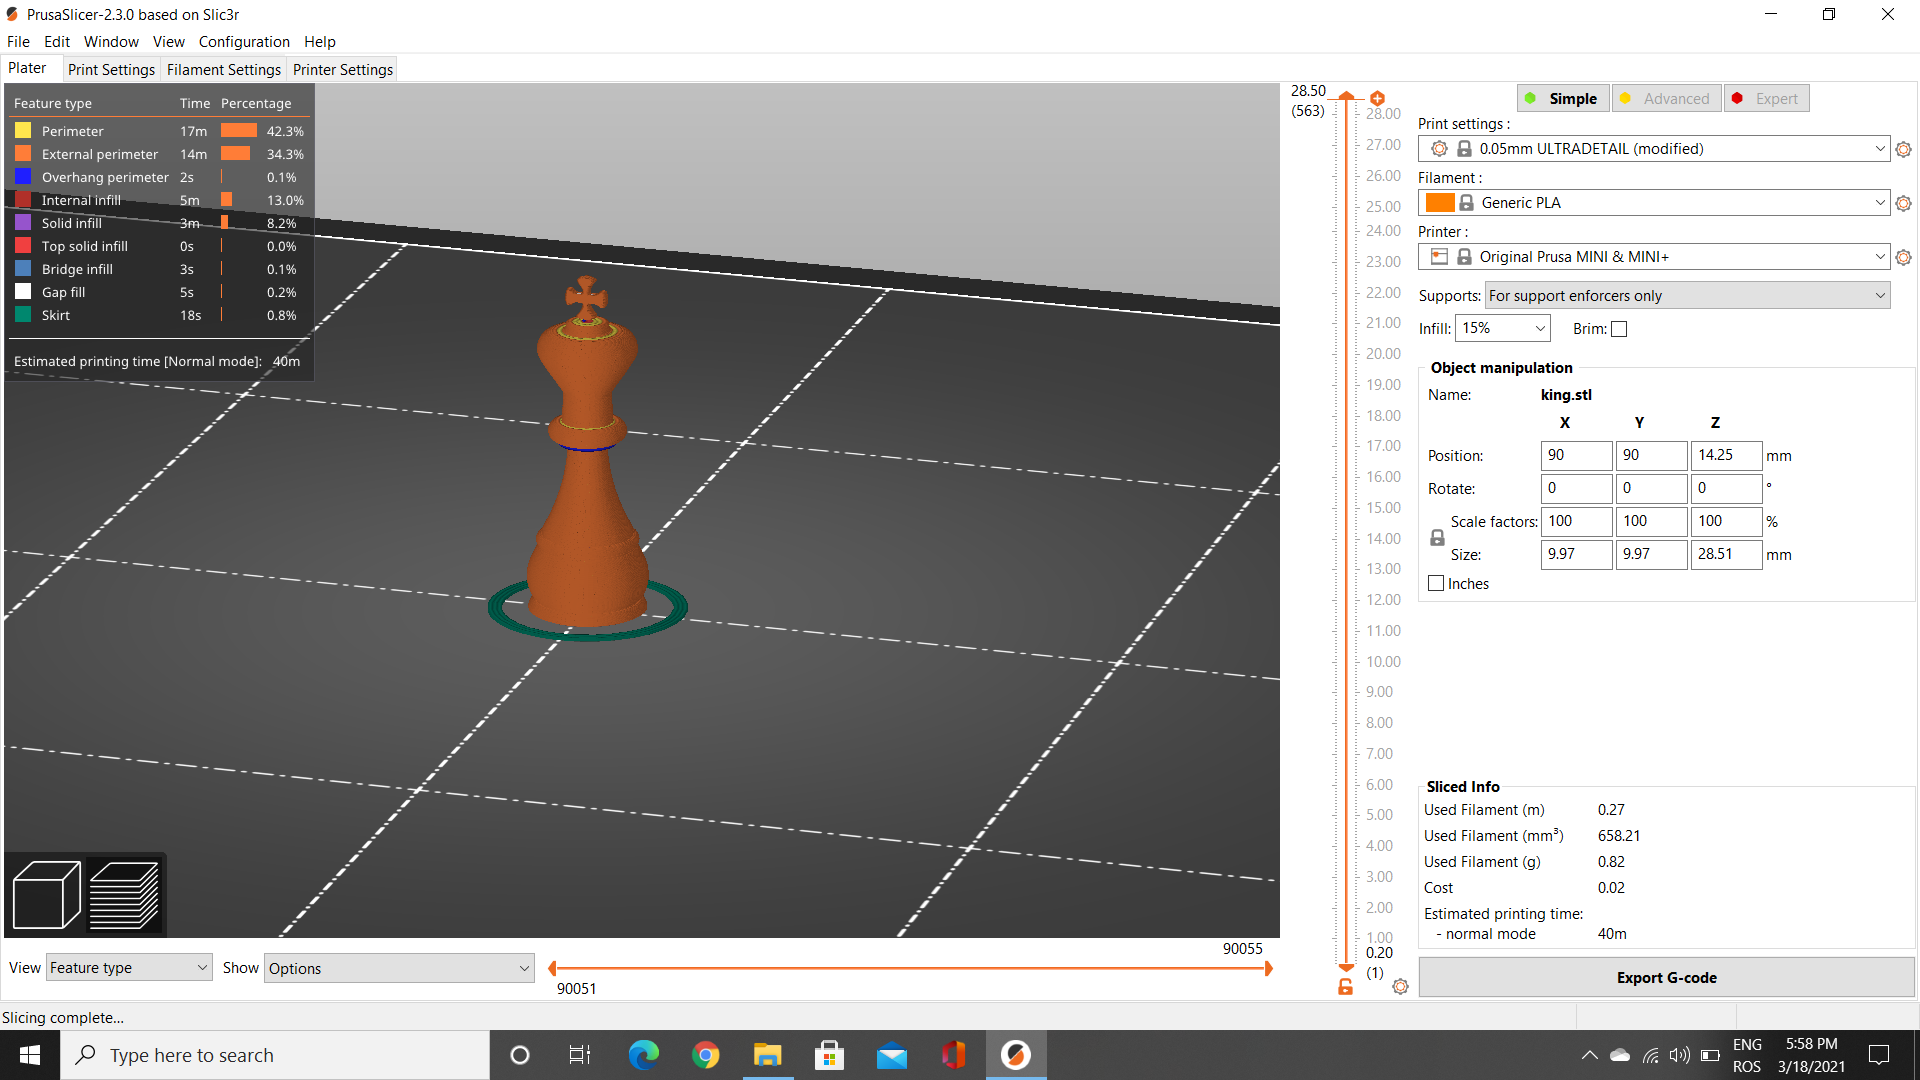 PrusaSlicer-2.3.0 based on Slic3r
File Edit Window View Configuration Help
Plater Print Settings Filament Settings Printer Settings
Feature type Time Percentage
Perimeter 17m 42.3%
External perimeter 14m 34.3%
Overhang perimeter 2s 0.1%
Internal infill 5m 13.0%
Solid infill 3m 8.2%
Top solid infill 0s 0.0%
Bridge infill 3s 0.1%
Gap fill 5s 0.2%
Skirt 18s 0.8%
Estimated printing time [Normal mode]: 40m
28.50
(563)
28.00
27.00
26.00
25.00
24.00
23.00
22.00
21.00
20.00
19.00
18.00
17.00
16.00
15.00
14.00
13.00
12.00
11.00
10.00
9.00
8.00
7.00
6.00
5.00
4.00
3.00
2.00
1.00
0.20
(1)
Simple Advanced Expert
Print settings :
0.05mm ULTRADETAIL (modified)
Filament :
Generic PLA
Printer :
Original Prusa MINI & MINI+
Supports: For support enforcers only
Infill: 15% Brim:
Object manipulation
Name: king.stl
X Y Z
Position: 90 90 14.25 mm
Rotate: 0 0 0 °
Scale factors: 100 100 100 %
Size: 9.97 9.97 28.51 mm
Inches
Sliced Info
Used Filament (m) 0.27
Used Filament (mm³) 658.21
Used Filament (g) 0.82
Cost 0.02
Estimated printing time:
- normal mode 40m
Export G-code
View Feature type Show Options
90055
90051
Slicing complete...
Type here to search
ENG
ROS
5:58 PM
3/18/2021